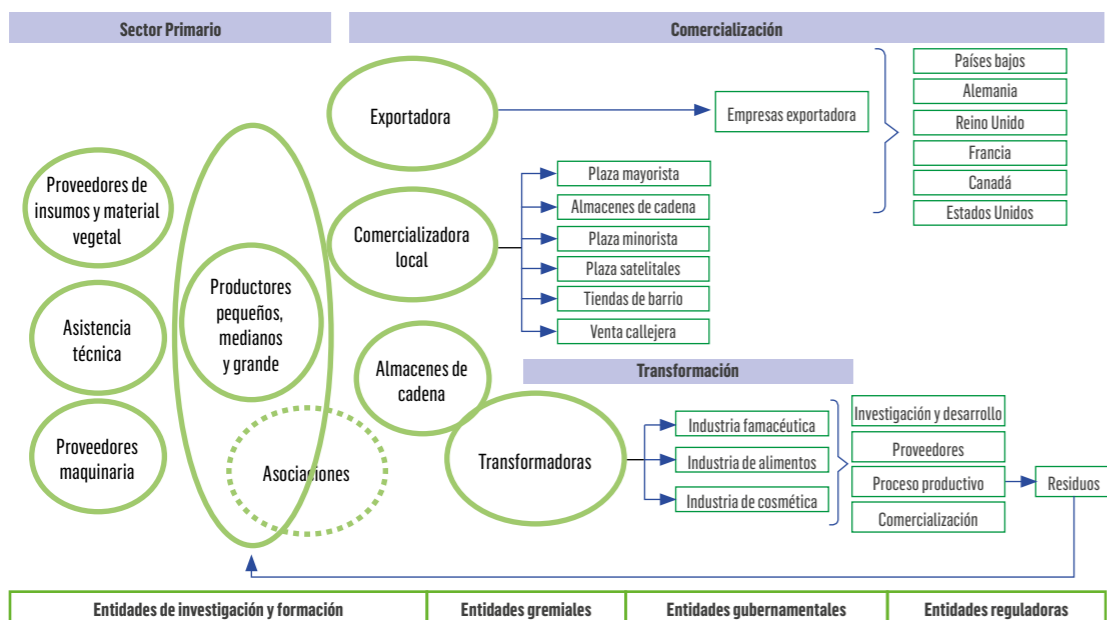 Sector Primario
Comercialización
Proveedores de
insumos y material
vegetal
Asistencia
técnica
Proveedores
maquinaria
Productores
pequeños,
medianos
y grande
Asociaciones
Exportadora
Empresas exportadora
Países bajos
Alemania
Reino Unido
Francia
Canadá
Estados Unidos
Comercializadora
local
Plaza mayorista
Almacenes de cadena
Plaza minorista
Plaza satelitales
Tiendas de barrio
Venta callejera
Almacenes de
cadena
Transformación
Transformadoras
Industria famacéutica
Industria de alimentos
Industria de cosmética
Investigación y desarrollo
Proveedores
Proceso productivo
Comercialización
Residuos
Entidades de investigación y formación
Entidades gremiales
Entidades gubernamentales
Entidades reguladoras